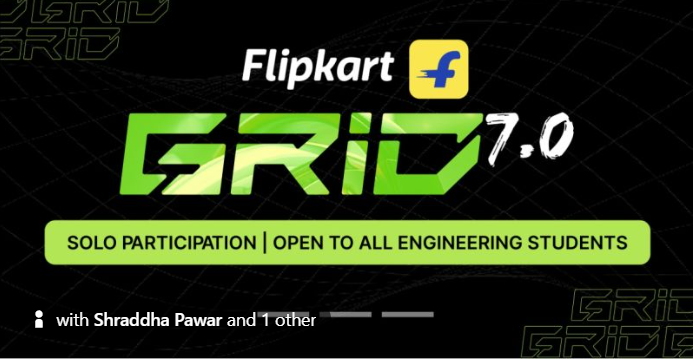 GRiD
GRiD
Flipkart
GRiD 7.0
SOLO PARTICIPATION | OPEN TO ALL ENGINEERING STUDENTS
with Shraddha Pawar and 1 other
GRiD
GRiD GRiD